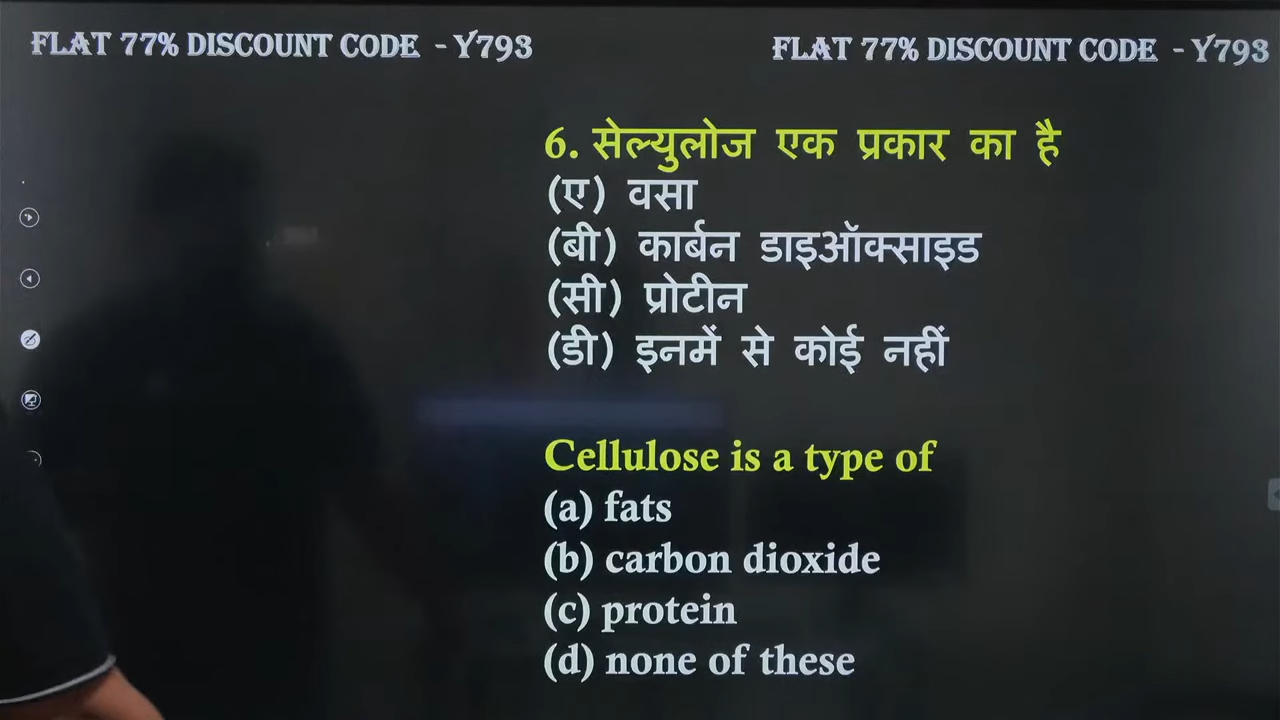 FLAT 77% DISCOUNT CODE - Y793
FLAT 77% DISCOUNT CODE - Y793
6. सेल्युलोज एक प्रकार का है
(ए) वसा
(बी) कार्बन डाइऑक्साइड
(सी) प्रोटीन
(डी) इनमें से कोई नहीं
Cellulose is a type of
(a) fats
(b) carbon dioxide
(c) protein
(d) none of these